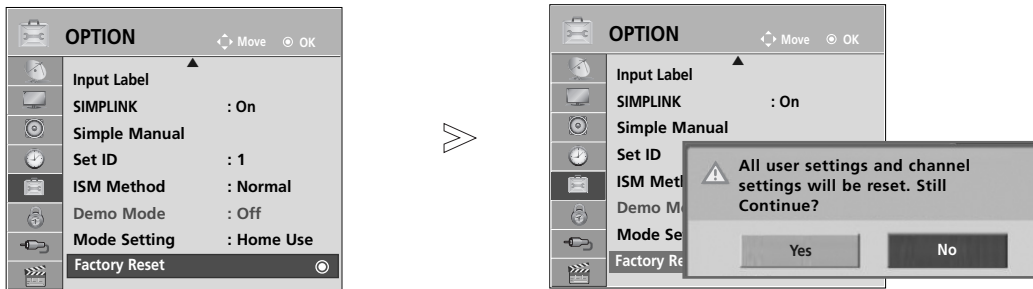 OPTION
Move OK
Input Label
SIMPLINK : On
Simple Manual
Set ID : 1
ISM Method : Normal
Demo Mode : Off
Mode Setting : Home Use
Factory Reset
OPTION
Move OK
Input Label
SIMPLINK : On
Simple Manual
Set ID
ISM Meth
Demo M
Mode Se
Factory Re
All user settings and channel
settings will be reset. Still
Continue?
Yes No